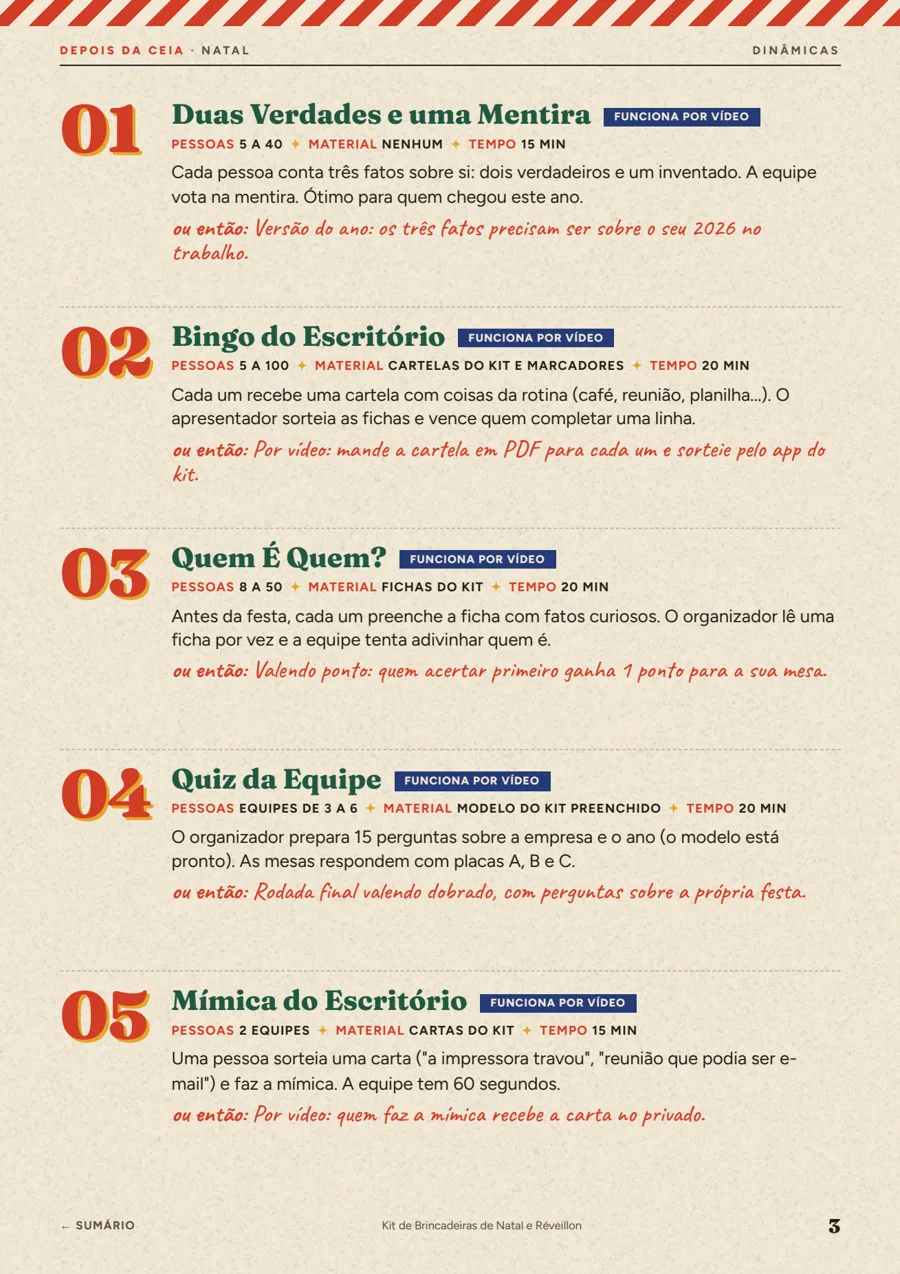 DEPOIS DA CEIA · NATAL
DINÂMICAS
01
Duas Verdades e uma Mentira
FUNCIONA POR VÍDEO
PESSOAS 5 A 40 ✦ MATERIAL NENHUM ✦ TEMPO 15 MIN
Cada pessoa conta três fatos sobre si: dois verdadeiros e um inventado. A equipe
vota na mentira. Ótimo para quem chegou este ano.
ou então: Versão do ano: os três fatos precisam ser sobre o seu 2026 no
trabalho.
02
Bingo do Escritório
FUNCIONA POR VÍDEO
PESSOAS 5 A 100 ✦ MATERIAL CARTELAS DO KIT E MARCADORES ✦ TEMPO 20 MIN
Cada um recebe uma cartela com coisas da rotina (café, reunião, planilha...). O
apresentador sorteia as fichas e vence quem completar uma linha.
ou então: Por vídeo: mande a cartela em PDF para cada um e sorteie pelo app do
kit.
03
Quem É Quem?
FUNCIONA POR VÍDEO
PESSOAS 8 A 50 ✦ MATERIAL FICHAS DO KIT ✦ TEMPO 20 MIN
Antes da festa, cada um preenche a ficha com fatos curiosos. O organizador lê uma
ficha por vez e a equipe tenta adivinhar quem é.
ou então: Valendo ponto: quem acertar primeiro ganha 1 ponto para a sua mesa.
04
Quiz da Equipe
FUNCIONA POR VÍDEO
PESSOAS EQUIPES DE 3 A 6 ✦ MATERIAL MODELO DO KIT PREENCHIDO ✦ TEMPO 20 MIN
O organizador prepara 15 perguntas sobre a empresa e o ano (o modelo está
pronto). As mesas respondem com placas A, B e C.
ou então: Rodada final valendo dobrado, com perguntas sobre a própria festa.
05
Mímica do Escritório
FUNCIONA POR VÍDEO
PESSOAS 2 EQUIPES ✦ MATERIAL CARTAS DO KIT ✦ TEMPO 15 MIN
Uma pessoa sorteia uma carta ("a impressora travou", "reunião que podia ser e-
mail") e faz a mímica. A equipe tem 60 segundos.
ou então: Por vídeo: quem faz a mímica recebe a carta no privado.
← SUMÁRIO
Kit de Brincadeiras de Natal e Réveillon
3